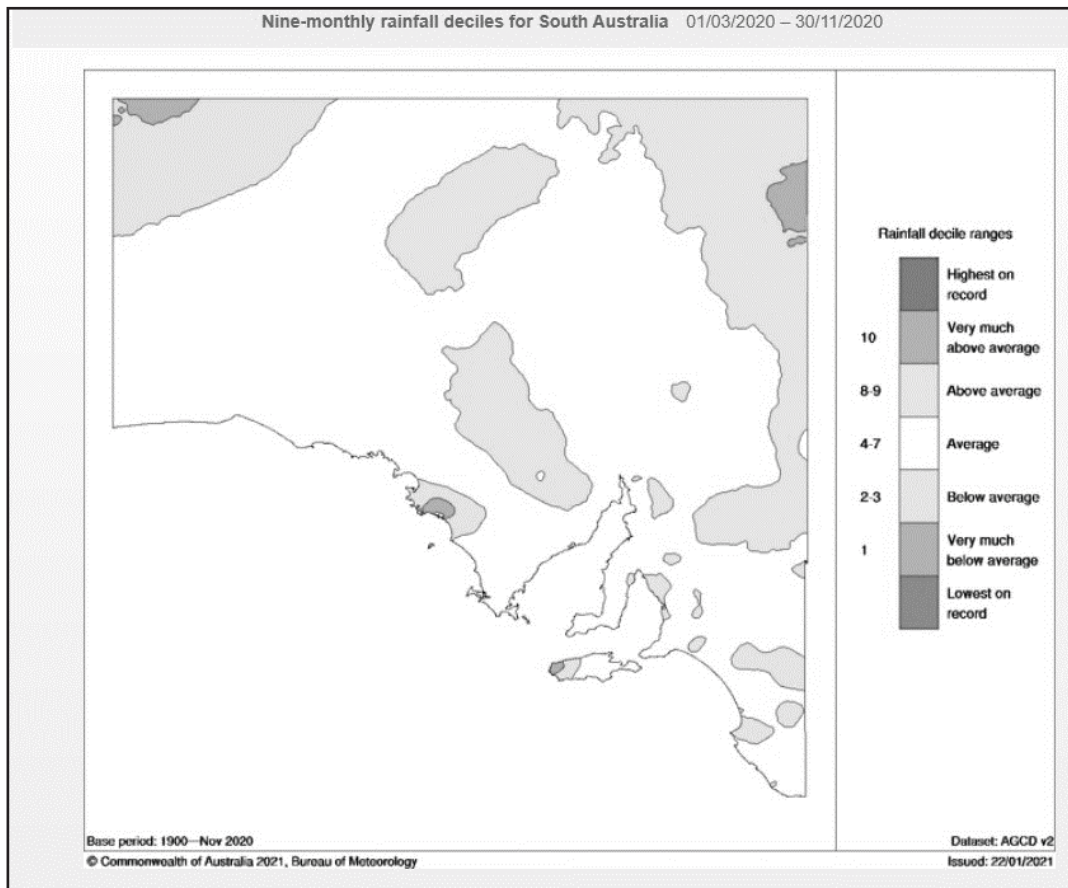 Nine-monthly rainfall deciles for South Australia 01/03/2020 – 30/11/2020
Rainfall decile ranges
Highest on
record
10 Very much
above average
8-9 Above average
4-7 Average
2-3 Below average
1 Very much
below average
Lowest on
record
Base period: 1900—Nov 2020
Dataset: AGCD v2
© Commonwealth of Australia 2021, Bureau of Meteorology
Issued: 22/01/2021